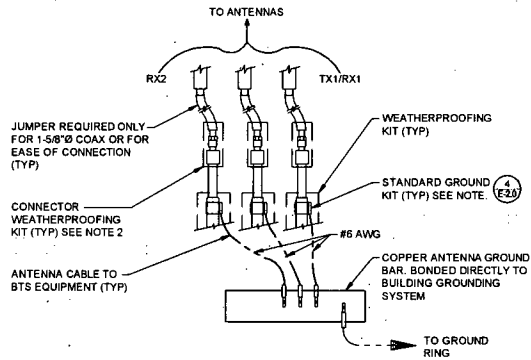 TO ANTENNAS
RX2
TX1/RX1
JUMPER REQUIRED ONLY
FOR 1-5/8"Ø COAX OR FOR
EASE OF CONNECTION
(TYP)
WEATHERPROOFING
KIT (TYP)
CONNECTOR
WEATHERPROOFING
KIT (TYP) SEE NOTE 2
STANDARD GROUND
KIT (TYP) SEE NOTE.
4
E-2.0
#6 AWG
ANTENNA CABLE TO
BTS EQUIPMENT (TYP)
COPPER ANTENNA GROUND
BAR. BONDED DIRECTLY TO
BUILDING GROUNDING
SYSTEM
TO GROUND
RING